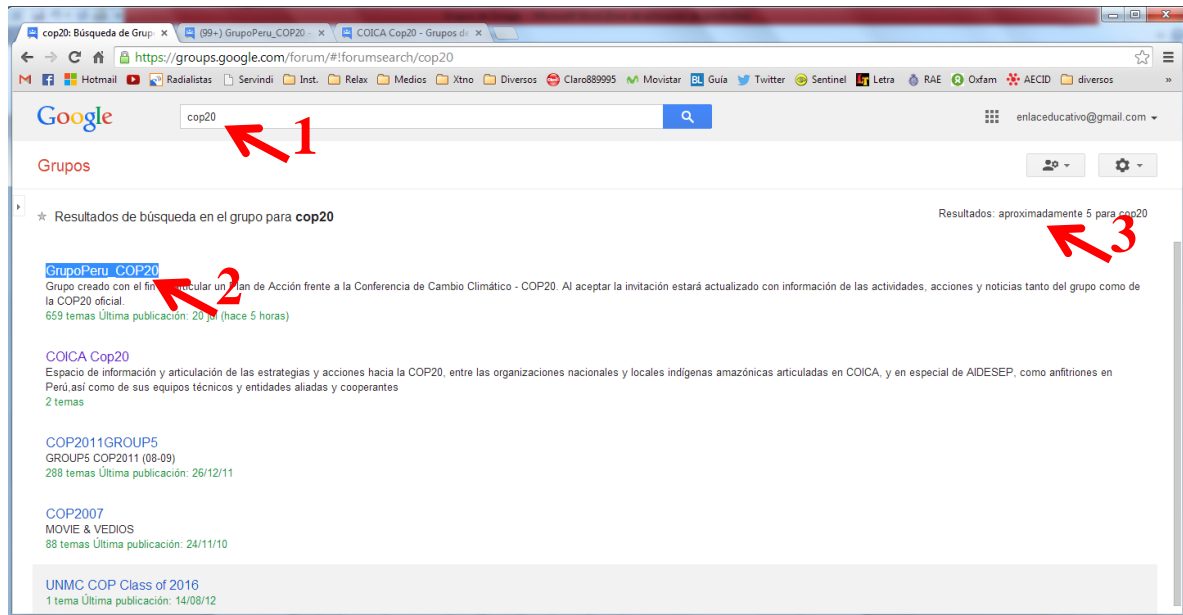 cop20: Búsqueda de Grup
(99+) GrupoPeru_COP20 -
COICA Cop20 - Grupos de
https://groups.google.com/forum/#!forumsearch/cop20
Hotmail Radialistas Servindi Inst. Relax Medios Xtno Diversos Claro889995 Movistar BL Guía Twitter Sentinel Letra RAE Oxfam AECID diversos »
Google cop20 enlaceducativo@gmail.com
1
Grupos
Resultados de búsqueda en el grupo para cop20
Resultados: aproximadamente 5 para cop20
3
GrupoPeru_COP20
2
Grupo creado con el fin articular un Plan de Acción frente a la Conferencia de Cambio Climático - COP20. Al aceptar la invitación estará actualizado con información de las actividades, acciones y noticias tanto del grupo como de
la COP20 oficial.
659 temas Última publicación: 20 jul (hace 5 horas)
COICA Cop20
Espacio de información y articulación de las estrategias y acciones hacia la COP20, entre las organizaciones nacionales y locales indígenas amazónicas articuladas en COICA, y en especial de AIDESEP, como anfitriones en
Perú,así como de sus equipos técnicos y entidades aliadas y cooperantes
2 temas
COP2011GROUP5
GROUP5 COP2011 (08-09)
288 temas Última publicación: 26/12/11
COP2007
MOVIE & VEDIOS
88 temas Última publicación: 24/11/10
UNMC COP Class of 2016
1 tema Última publicación: 14/08/12